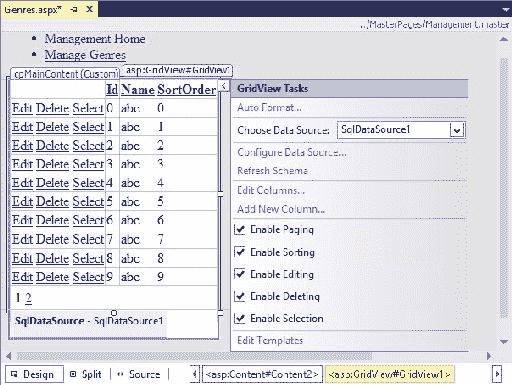 Genres.aspx*
../MasterPages/Management.master
Management Home
Manage Genres
cpMainContent (Custom)
asp:GridView#GridView1
Id Name SortOrder
Edit Delete Select 0 abc 0
Edit Delete Select 1 abc 1
Edit Delete Select 2 abc 2
Edit Delete Select 3 abc 3
Edit Delete Select 4 abc 4
Edit Delete Select 5 abc 5
Edit Delete Select 6 abc 6
Edit Delete Select 7 abc 7
Edit Delete Select 8 abc 8
Edit Delete Select 9 abc 9
1 2
SqlDataSource - SqlDataSource1
GridView Tasks
Auto Format...
Choose Data Source: SqlDataSource1
Configure Data Source...
Refresh Schema
Edit Columns...
Add New Column...
Enable Paging
Enable Sorting
Enable Editing
Enable Deleting
Enable Selection
Edit Templates
Design Split Source <asp:Content#Content2> <asp:GridView#GridView1>